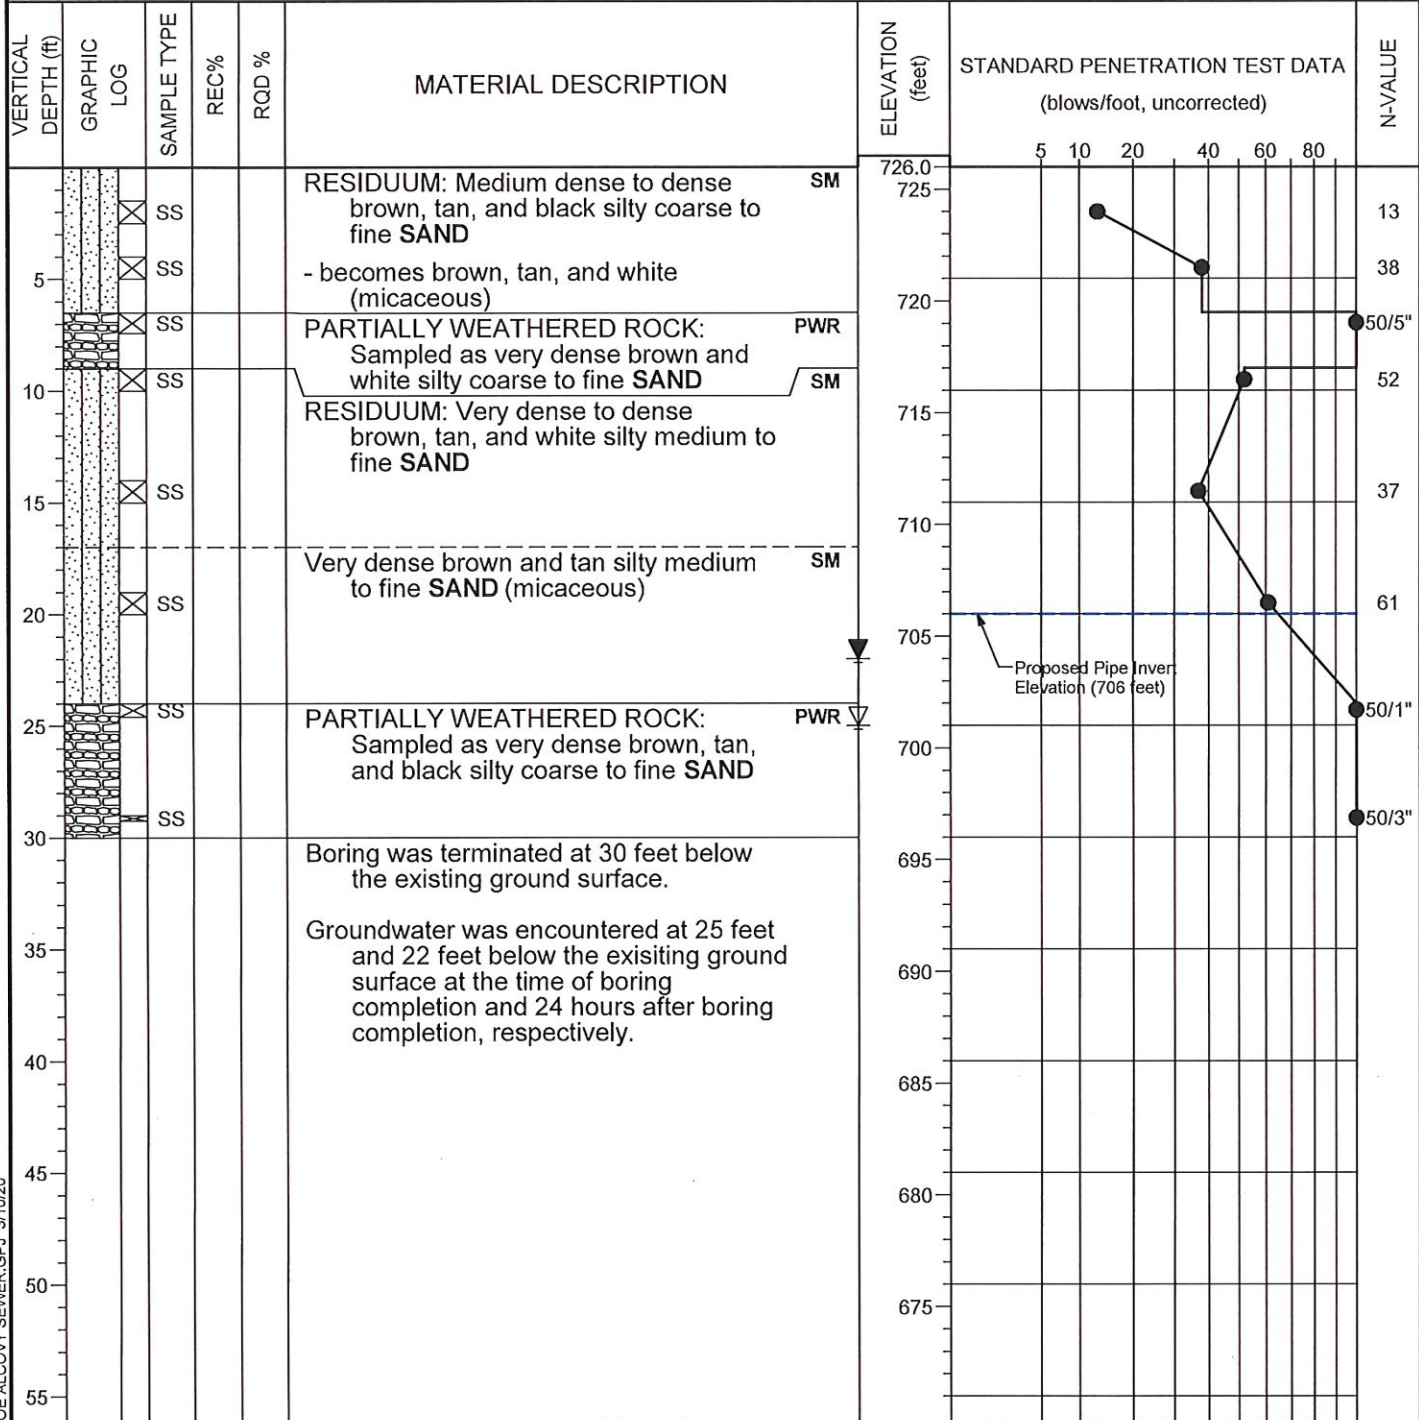 VERTICAL
DEPTH (ft)
GRAPHIC
LOG
SAMPLE TYPE
REC%
RQD %
MATERIAL DESCRIPTION
ELEVATION
(feet)
STANDARD PENETRATION TEST DATA
(blows/foot, uncorrected)
5 10 20 40 60 80
N-VALUE
726.0
RESIDUUM: Medium dense to dense SM
brown, tan, and black silty coarse to
fine SAND
- becomes brown, tan, and white
(micaceous)
PARTIALLY WEATHERED ROCK: PWR
Sampled as very dense brown and
white silty coarse to fine SAND SM
RESIDUUM: Very dense to dense
brown, tan, and white silty medium to
fine SAND
Very dense brown and tan silty medium SM
to fine SAND (micaceous)
PARTIALLY WEATHERED ROCK: PWR
Sampled as very dense brown, tan,
and black silty coarse to fine SAND
Boring was terminated at 30 feet below
the existing ground surface.
Groundwater was encountered at 25 feet
and 22 feet below the exisiting ground
surface at the time of boring
completion and 24 hours after boring
completion, respectively.
5
10
15
20
25
30
35
40
45
50
55
SS
SS
SS
SS
SS
SS
SS
SS
725
720
715
710
705
700
695
690
685
680
675
Proposed Pipe Invert
Elevation (706 feet)
13
38
50/5"
52
37
61
50/1"
50/3"
ALCOVY SEWER.GPJ